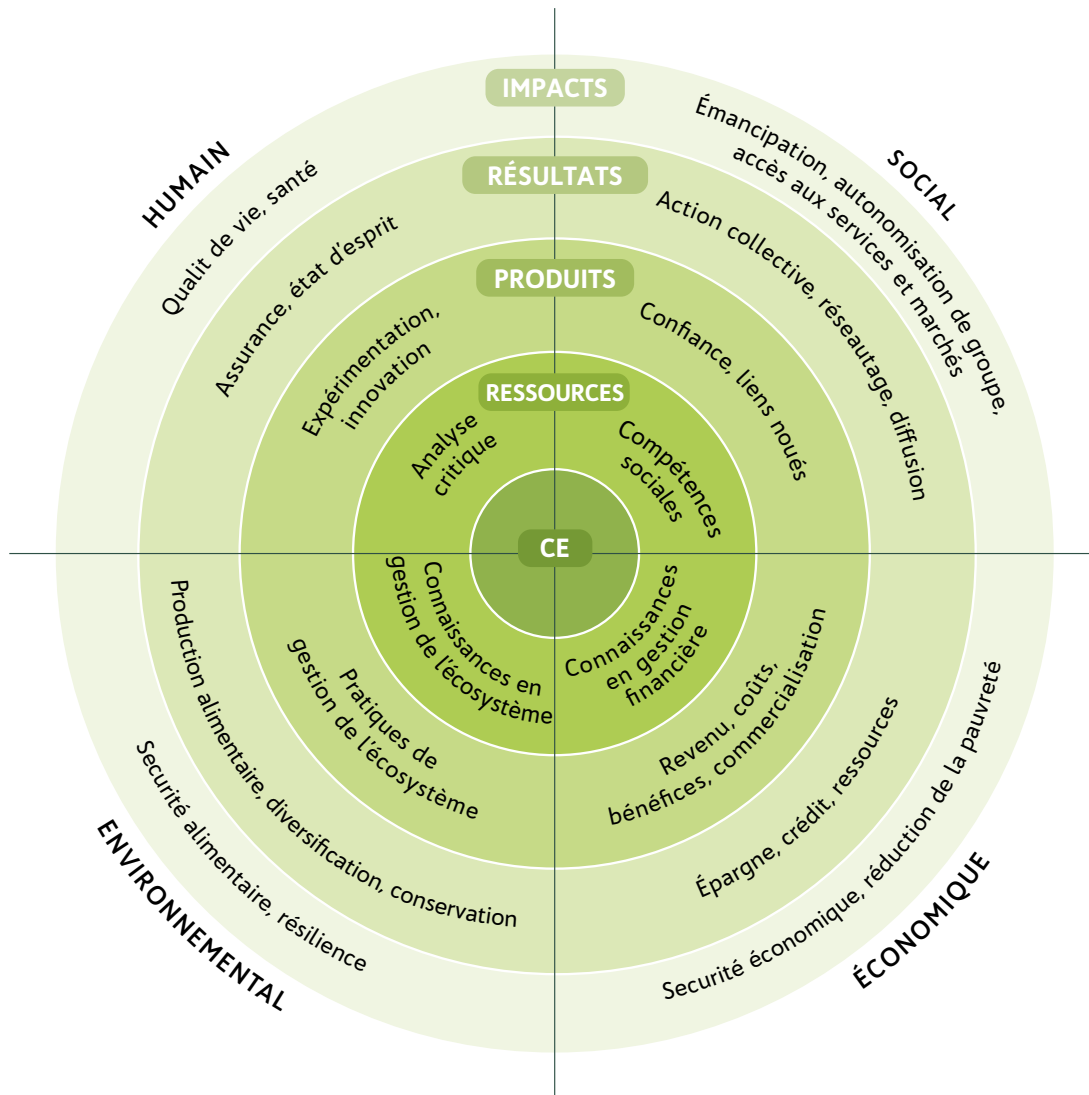 IMPACTS
RÉSULTATS
PRODUITS
RESSOURCES
CE
HUMAIN
Qualit de vie, santé
Assurance, état d'esprit
Expérimentation,
innovation
Analyse
critique
SOCIAL
Émancipation, autonomisation de groupe,
accès aux services et marchés
Action collective, réseautage, diffusion
Confiance, liens noués
Compétences
sociales
ENVIRONNEMENTAL
Securité alimentaire, résilience
Production alimentaire, diversification, conservation
Pratiques de
gestion de l'écosystème
Connaissances en
gestion de l'écosystème
ÉCONOMIQUE
Securité économique, réduction de la pauvreté
Épargne, crédit, ressources
Revenu, coûts,
bénéfices, commercialisation
Connaissances
en gestion
financière